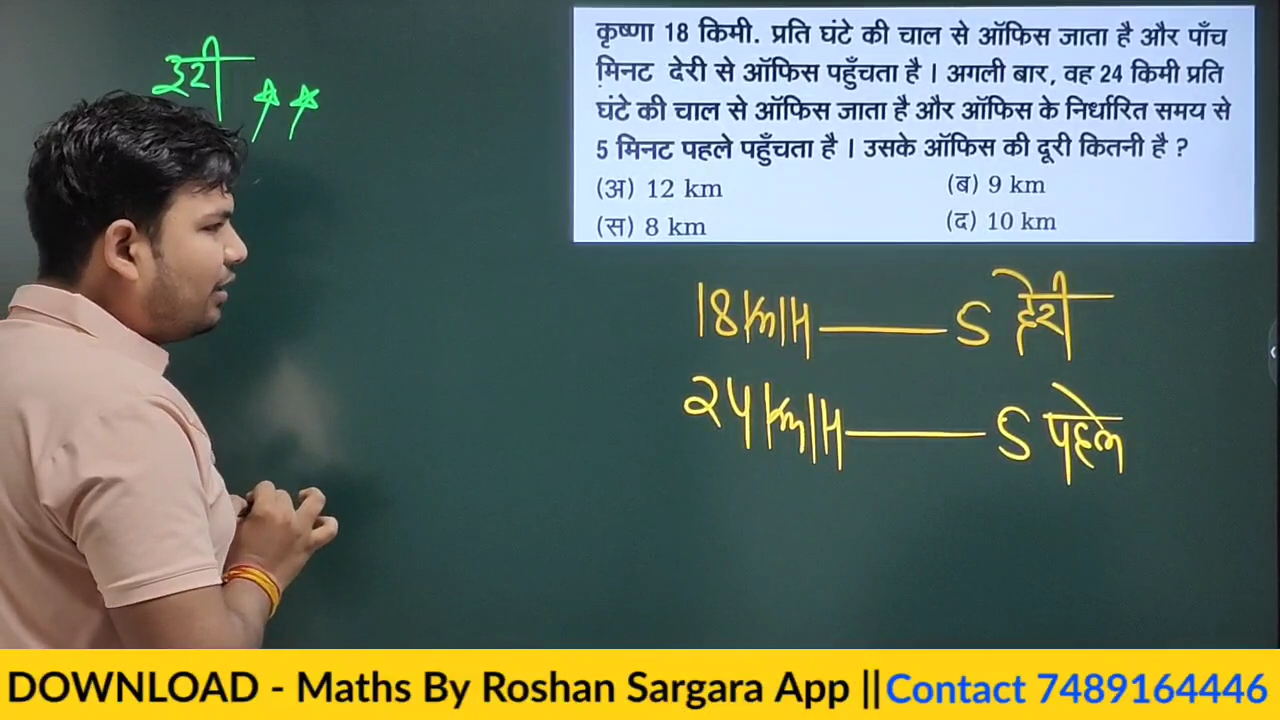 दूरी
कृष्णा 18 किमी. प्रति घंटे की चाल से ऑफिस जाता है और पाँच
मिनट देरी से ऑफिस पहुँचता है । अगली बार, वह 24 किमी प्रति
घंटे की चाल से ऑफिस जाता है और ऑफिस के निर्धारित समय से
5 मिनट पहले पहुँचता है । उसके ऑफिस की दूरी कितनी है ?
(अ) 12 km (ब) 9 km
(स) 8 km (द) 10 km
18 km/H — 5 देरी
24 km/H — 5 पहले
DOWNLOAD - Maths By Roshan Sargara App || Contact 7489164446